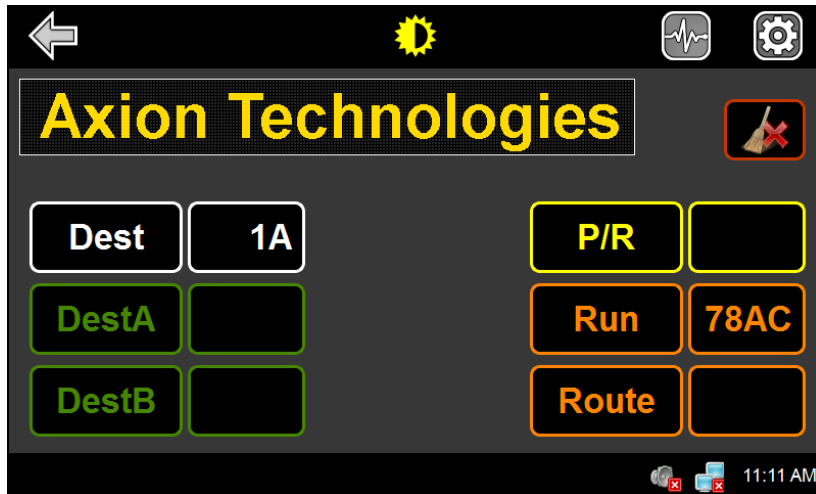 Axion Technologies
Dest 1A P/R
DestA Run 78AC
DestB Route
11:11 AM